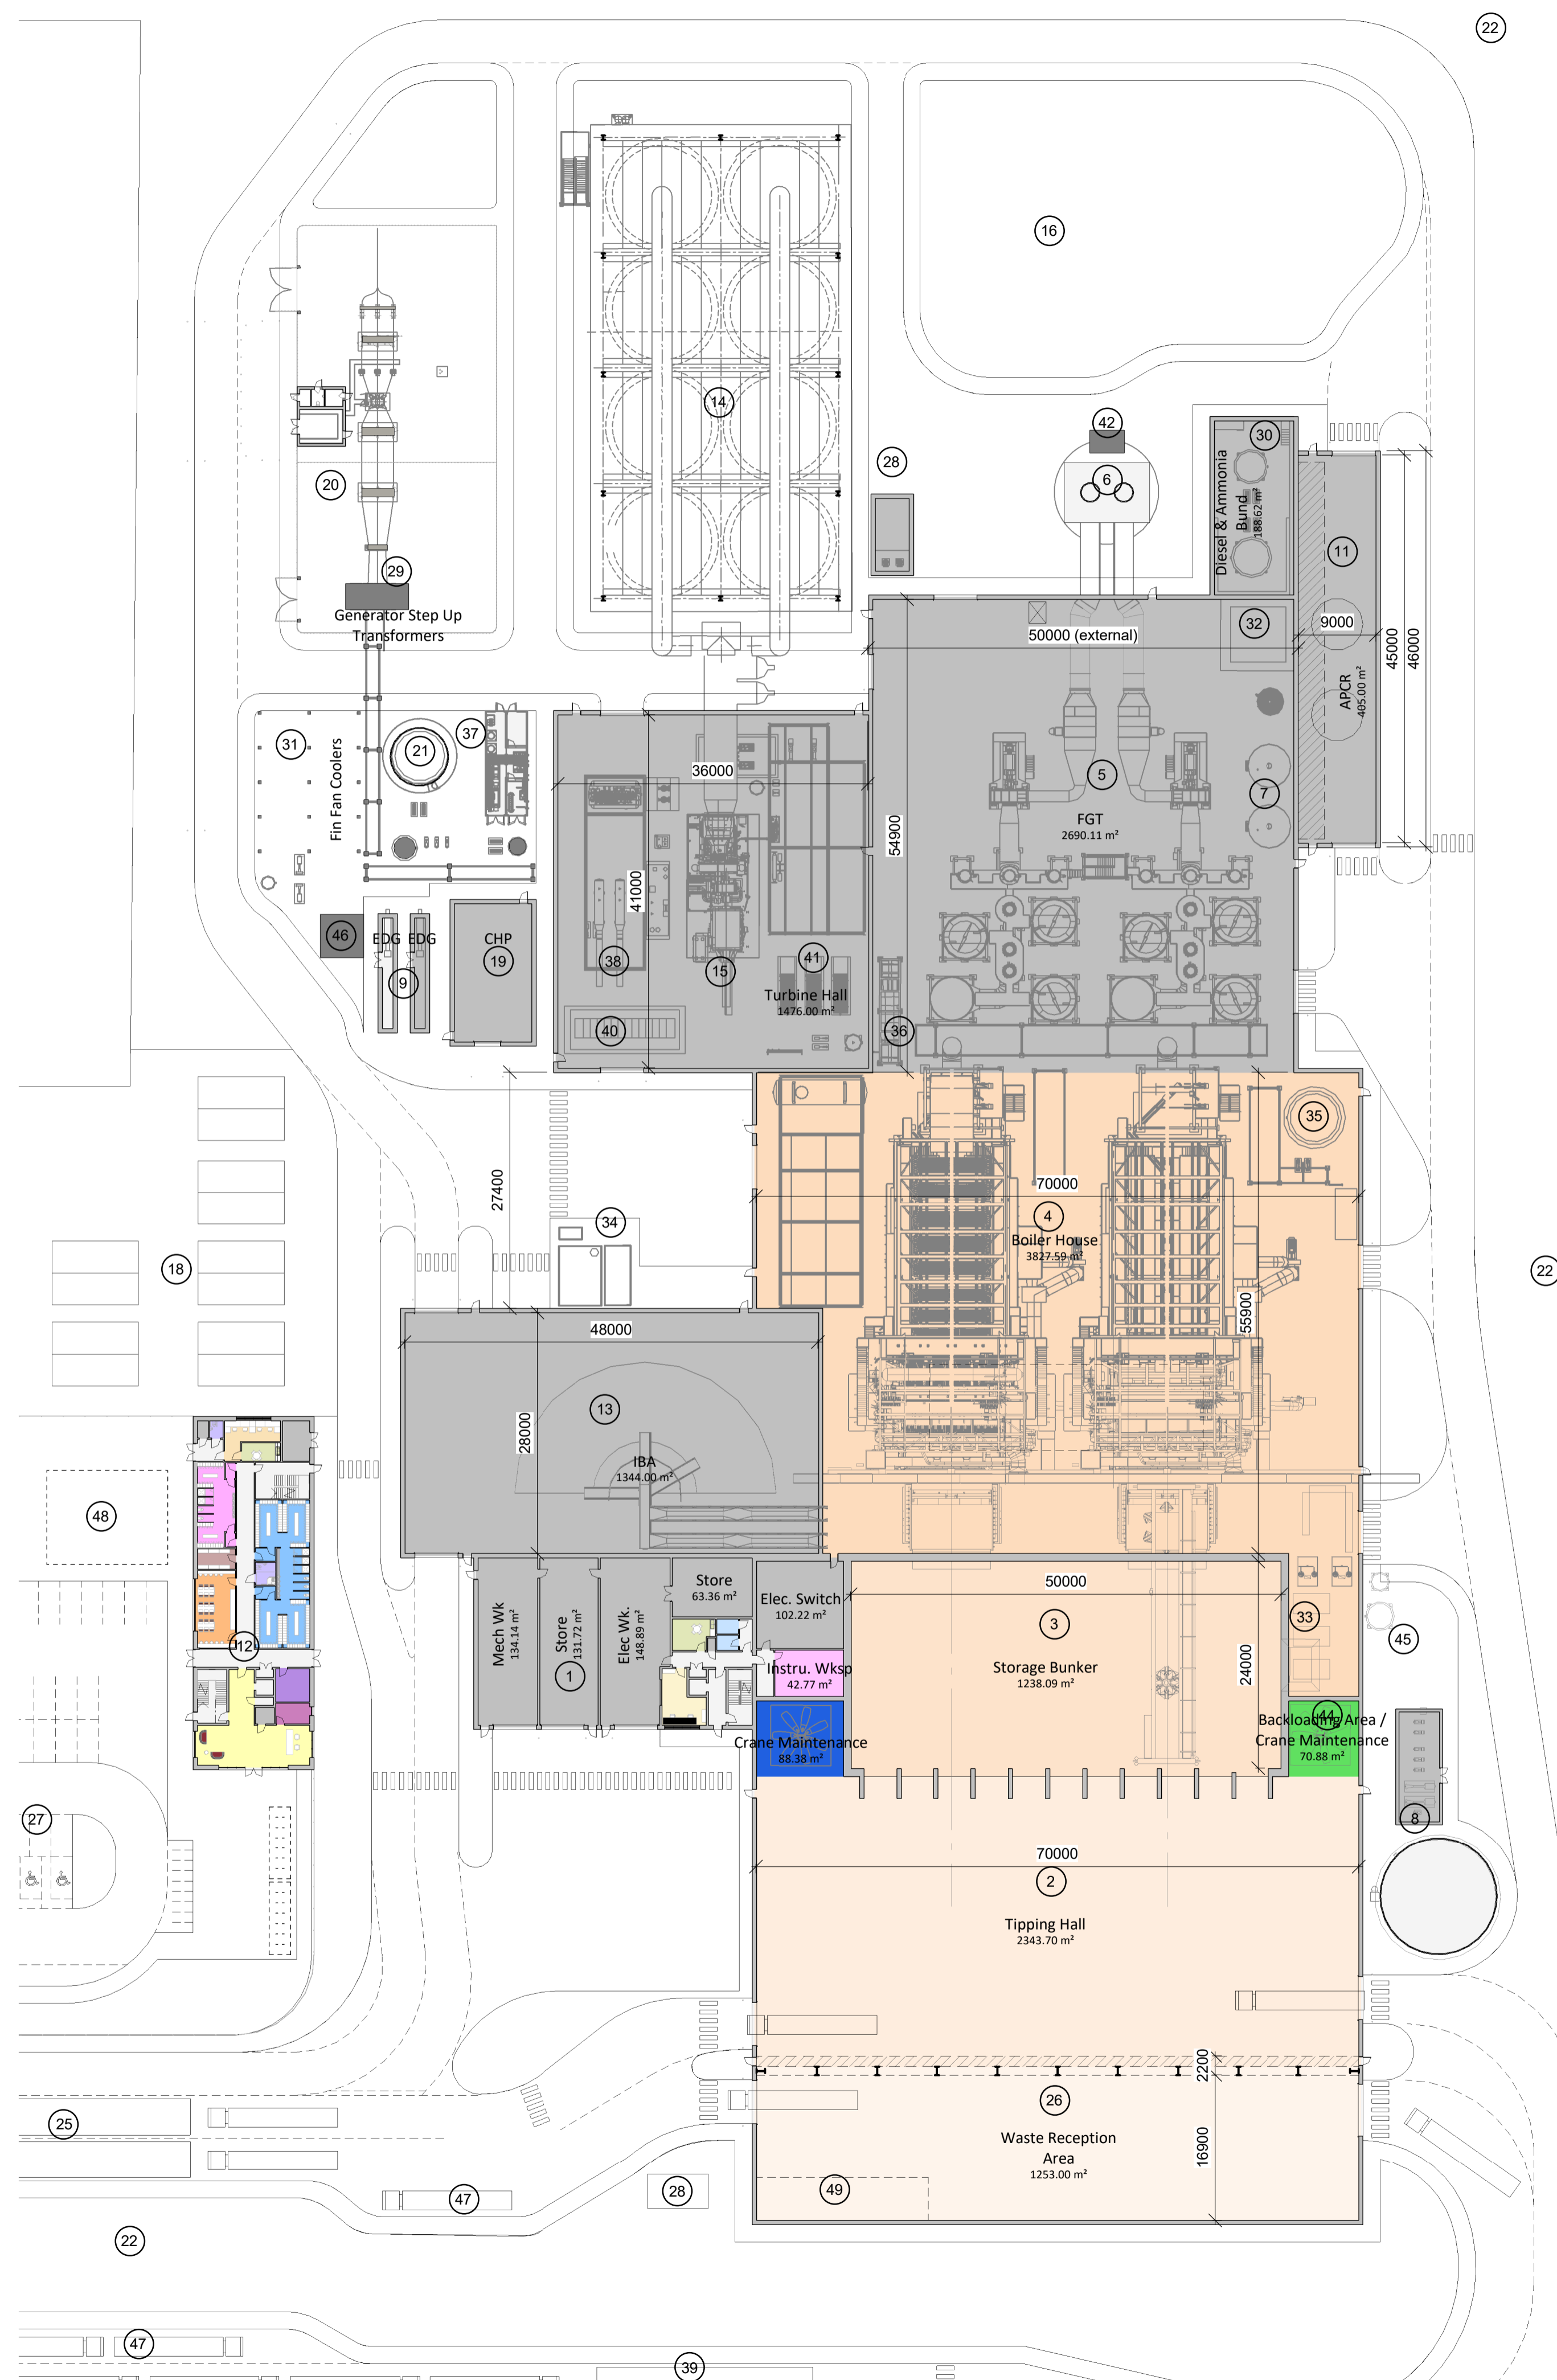 22
16
14
42
6
28
30
Diesel & Ammonia
Bund
188.62 m²
11
20
29
Generator Step Up
Transformers
50000 (external)
32
9000
45000
46000
APCR
405.00 m²
31
Fin Fan Coolers
21
37
36000
5
7
FGT
2690.11 m²
54900
41000
46
EDG
EDG
9
CHP
19
38
15
41
Turbine Hall
1476.00 m²
40
36
35
27400
70000
4
Boiler House
3827.59 m²
34
18
22
48000
55900
13
28000
IBA
1344.00 m²
48
12
Mech Wk
134.14 m²
Store
131.72 m²
1
Elec Wk.
148.89 m²
Store
63.36 m²
Elec. Switch
102.22 m²
Instru. Wksp
42.77 m²
50000
3
Storage Bunker
1238.09 m²
24000
33
45
44
Backloading Area /
Crane Maintenance
70.88 m²
Crane Maintenance
88.38 m²
8
27
70000
2
Tipping Hall
2343.70 m²
2200
26
Waste Reception
Area
1253.00 m²
16900
25
47
28
49
22
47
39